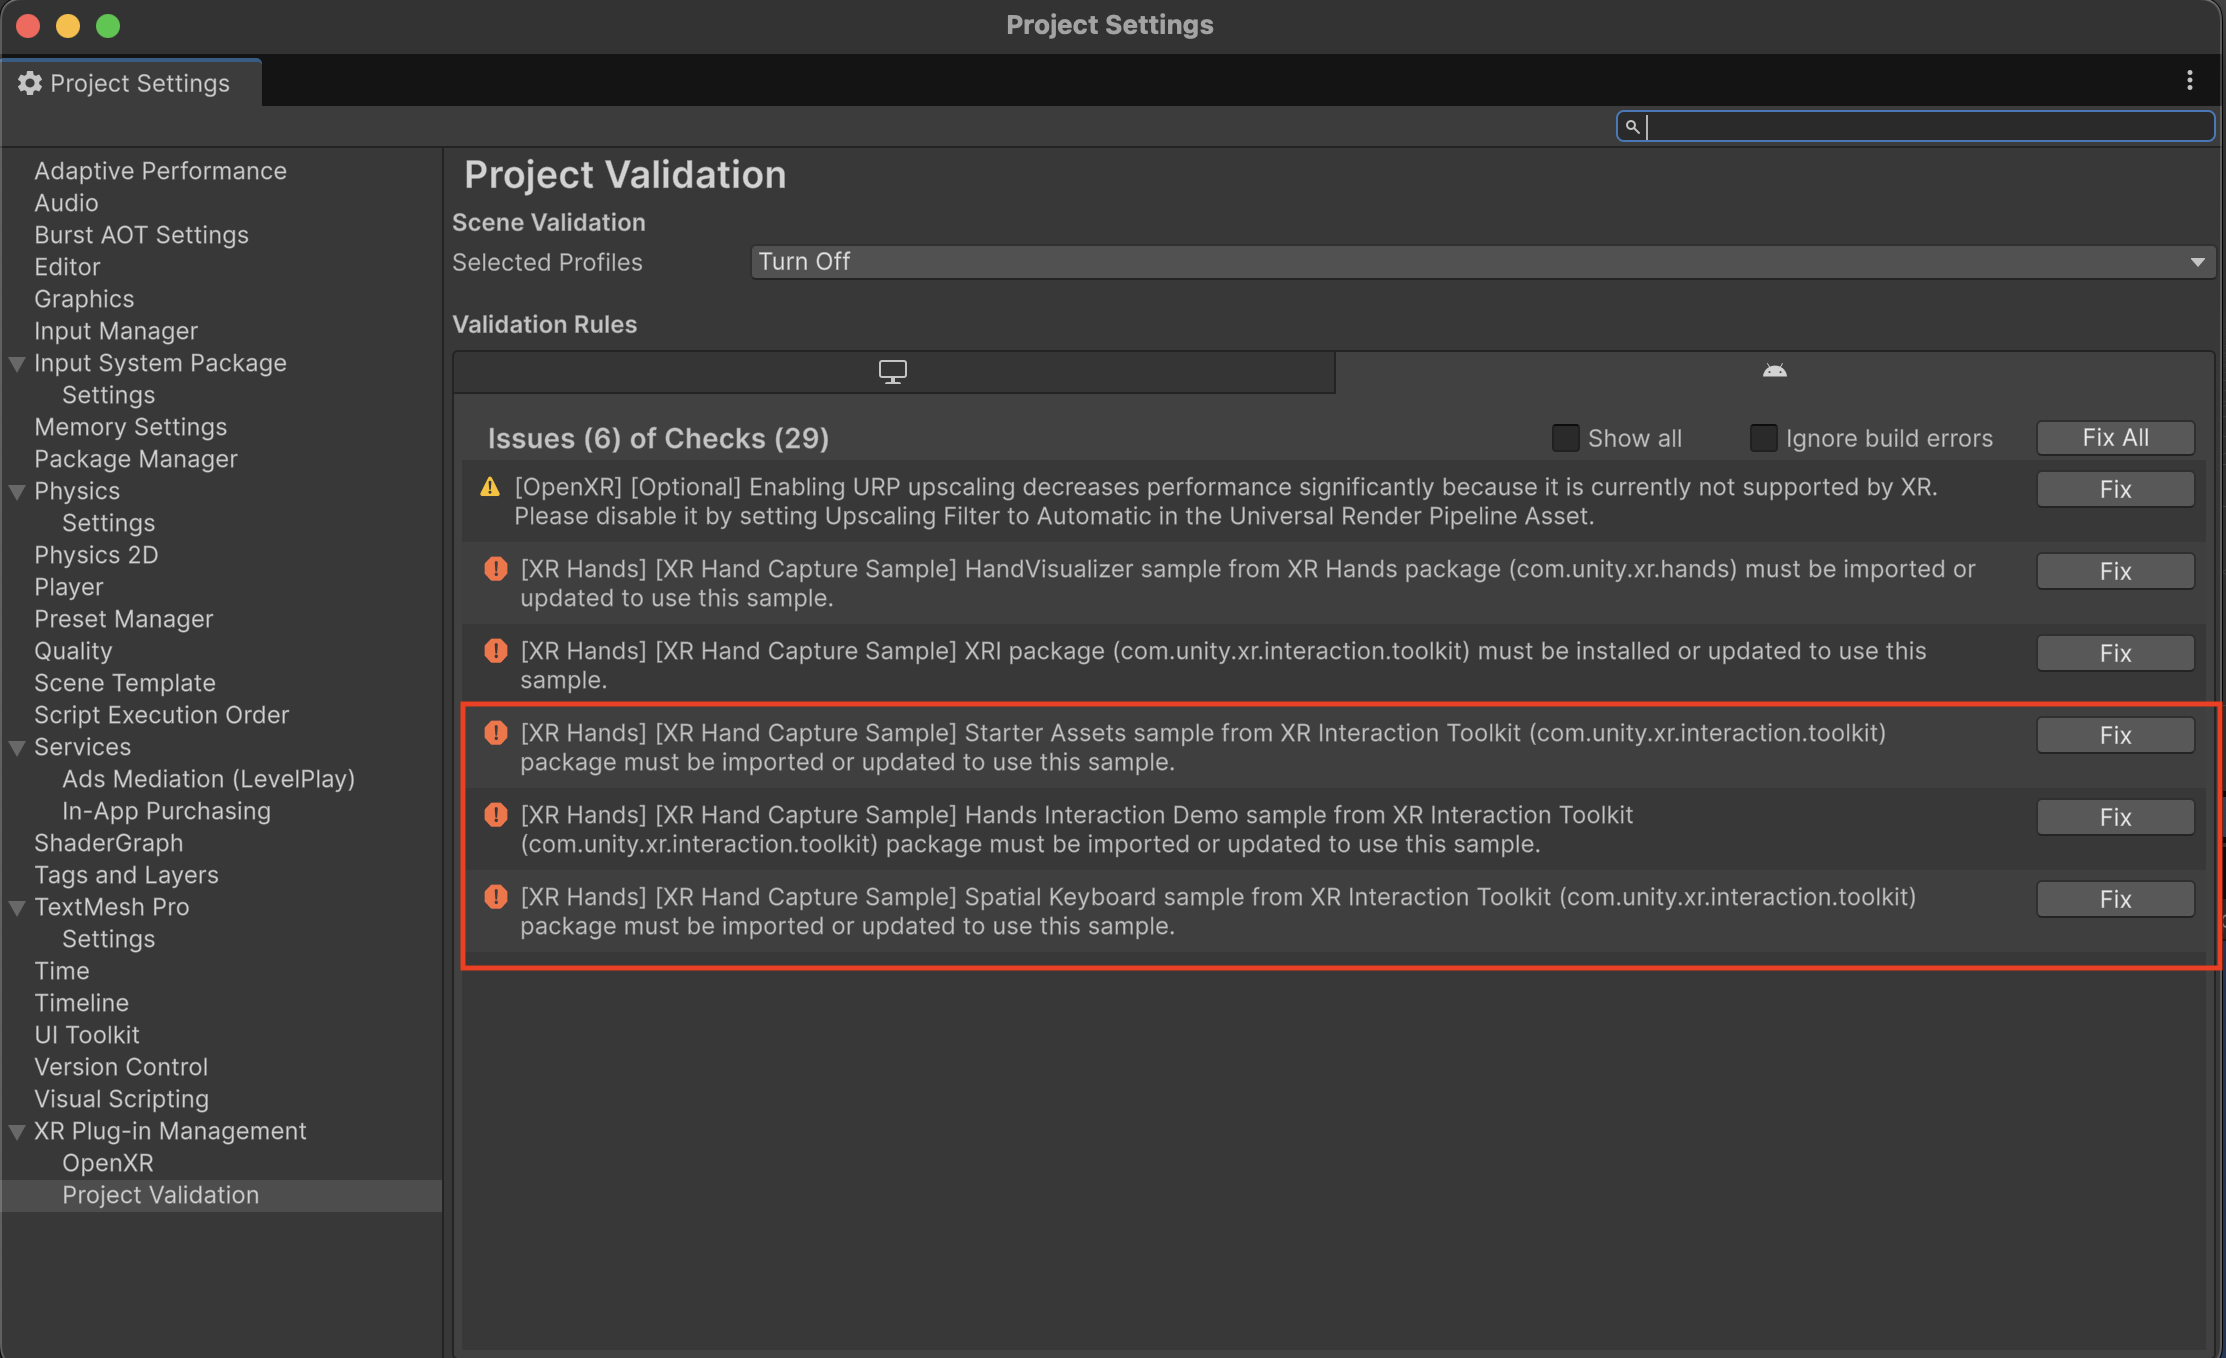 Project Settings
Project Settings
Adaptive Performance
Audio
Burst AOT Settings
Editor
Graphics
Input Manager
Input System Package
Settings
Memory Settings
Package Manager
Physics
Settings
Physics 2D
Player
Preset Manager
Quality
Scene Template
Script Execution Order
Services
Ads Mediation (LevelPlay)
In-App Purchasing
ShaderGraph
Tags and Layers
TextMesh Pro
Settings
Time
Timeline
UI Toolkit
Version Control
Visual Scripting
XR Plug-in Management
OpenXR
Project Validation
Project Validation
Scene Validation
Selected Profiles Turn Off
Validation Rules
Issues (6) of Checks (29) Show all Ignore build errors Fix All
[OpenXR] [Optional] Enabling URP upscaling decreases performance significantly because it is currently not supported by XR. Fix
Please disable it by setting Upscaling Filter to Automatic in the Universal Render Pipeline Asset.
[XR Hands] [XR Hand Capture Sample] HandVisualizer sample from XR Hands package (com.unity.xr.hands) must be imported or Fix
updated to use this sample.
[XR Hands] [XR Hand Capture Sample] XRI package (com.unity.xr.interaction.toolkit) must be installed or updated to use this Fix
sample.
[XR Hands] [XR Hand Capture Sample] Starter Assets sample from XR Interaction Toolkit (com.unity.xr.interaction.toolkit) Fix
package must be imported or updated to use this sample.
[XR Hands] [XR Hand Capture Sample] Hands Interaction Demo sample from XR Interaction Toolkit Fix
(com.unity.xr.interaction.toolkit) package must be imported or updated to use this sample.
[XR Hands] [XR Hand Capture Sample] Spatial Keyboard sample from XR Interaction Toolkit (com.unity.xr.interaction.toolkit) Fix
package must be imported or updated to use this sample.